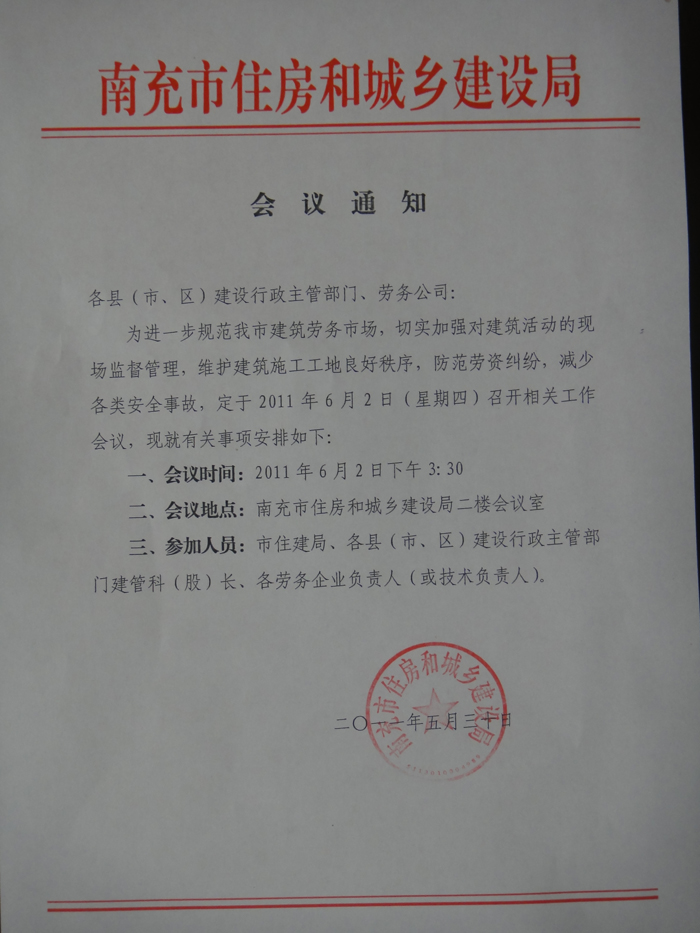 南充市住房和城乡建设局
会议通知
各县（市、区）建设行政主管部门、劳务公司：
为进一步规范我市建筑劳务市场，切实加强对建筑活动的现
场监督管理，维护建筑施工工地良好秩序，防范劳资纠纷，减少
各类安全事故，定于 2011 年 6 月 2 日（星期四）召开相关工作
会议，现就有关事项安排如下：
一、会议时间：2011 年 6 月 2 日下午 3：30
二、会议地点：南充市住房和城乡建设局二楼会议室
三、参加人员：市住建局、各县（市、区）建设行政主管部
门建管科（股）长、各劳务企业负责人（或技术负责人）。
南充市住房和城乡建设局
二〇一一年五月三十日